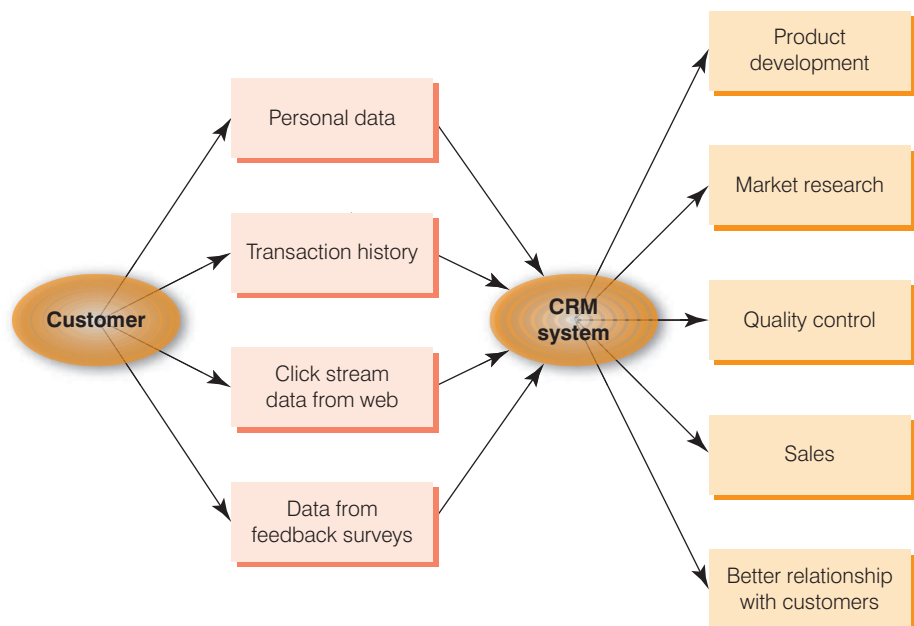 Customer
Personal data
Transaction history
Click stream
data from web
Data from
feedback surveys
CRM
system
Product
development
Market research
Quality control
Sales
Better relationship
with customers